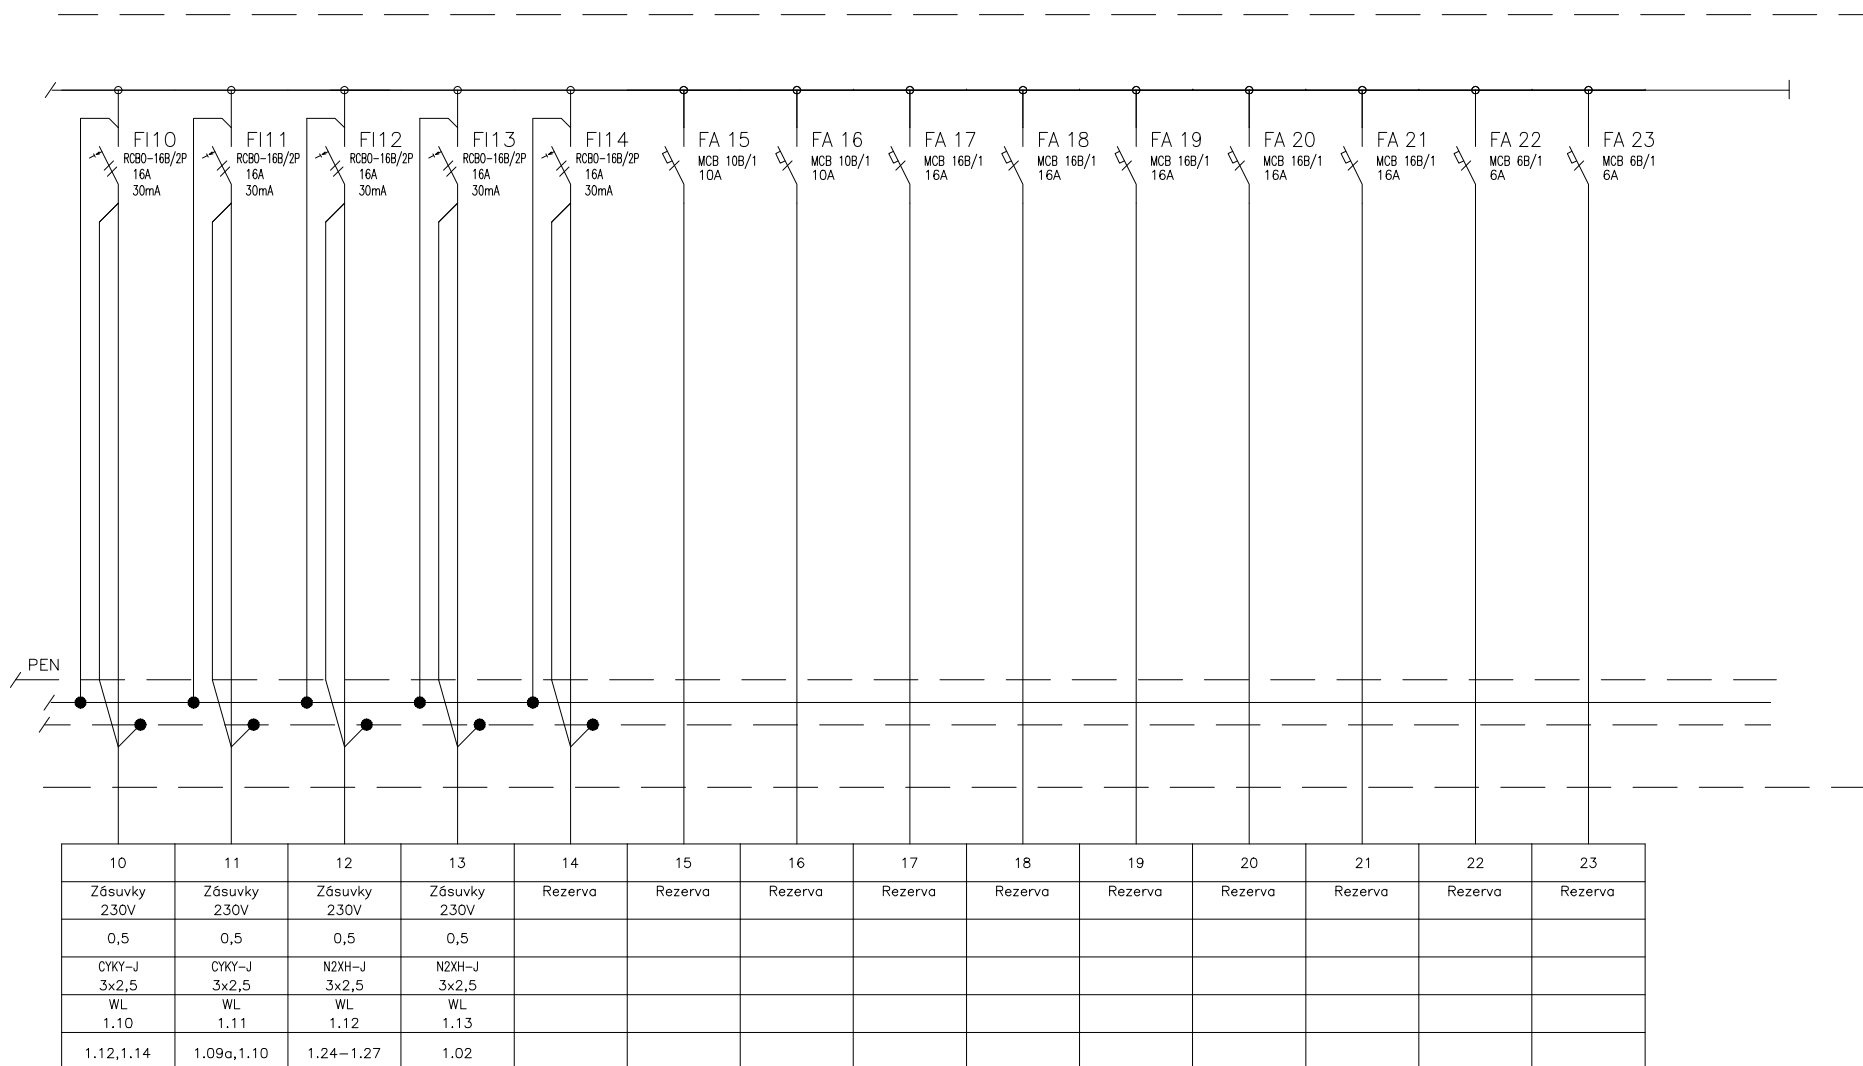 FI10
RCBO-16B/2P
16A
30mA
FI11
RCBO-16B/2P
16A
30mA
FI12
RCBO-16B/2P
16A
30mA
FI13
RCBO-16B/2P
16A
30mA
FI14
RCBO-16B/2P
16A
30mA
FA 15
MCB 10B/1
10A
FA 16
MCB 10B/1
10A
FA 17
MCB 16B/1
16A
FA 18
MCB 16B/1
16A
FA 19
MCB 16B/1
16A
FA 20
MCB 16B/1
16A
FA 21
MCB 16B/1
16A
FA 22
MCB 6B/1
6A
FA 23
MCB 6B/1
6A
PEN
10 11 12 13 14 15 16 17 18 19 20 21 22 23
Zásuvky Zásuvky Zásuvky Zásuvky Rezerva Rezerva Rezerva Rezerva Rezerva Rezerva Rezerva Rezerva Rezerva Rezerva
230V 230V 230V 230V
0,5 0,5 0,5 0,5
CYKY-J CYKY-J N2XH-J N2XH-J
3x2,5 3x2,5 3x2,5 3x2,5
WL WL WL WL
1.10 1.11 1.12 1.13
1.12,1.14 1.09a,1.10 1.24-1.27 1.02